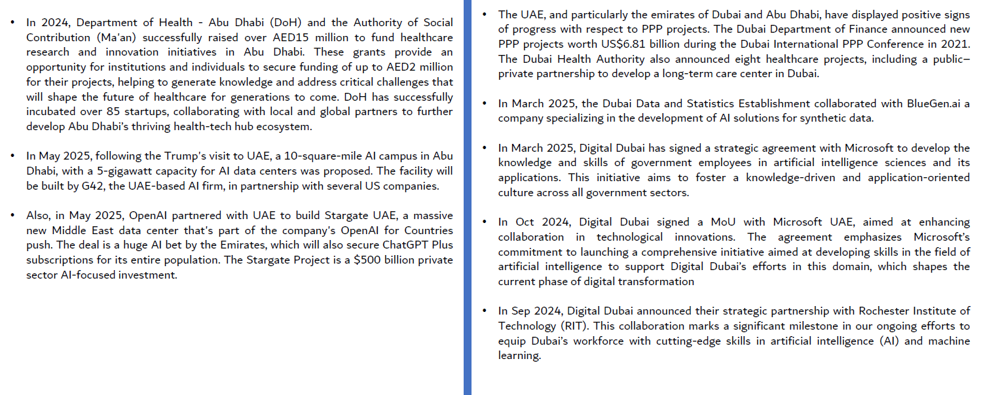 • In 2024, Department of Health - Abu Dhabi (DoH) and the Authority of Social
Contribution (Ma'an) successfully raised over AED15 million to fund healthcare
research and innovation initiatives in Abu Dhabi. These grants provide an
opportunity for institutions and individuals to secure funding of up to AED2 million
for their projects, helping to generate knowledge and address critical challenges that
will shape the future of healthcare for generations to come. DoH has successfully
incubated over 85 startups, collaborating with local and global partners to further
develop Abu Dhabi's thriving health-tech hub ecosystem.
• In May 2025, following the Trump's visit to UAE, a 10-square-mile AI campus in Abu
Dhabi, with a 5-gigawatt capacity for AI data centers was proposed. The facility will
be built by G42, the UAE-based AI firm, in partnership with several US companies.
• Also, in May 2025, OpenAI partnered with UAE to build Stargate UAE, a massive
new Middle East data center that's part of the company's OpenAI for Countries
push. The deal is a huge AI bet by the Emirates, which will also secure ChatGPT Plus
subscriptions for its entire population. The Stargate Project is a $500 billion private
sector AI-focused investment.
• The UAE, and particularly the emirates of Dubai and Abu Dhabi, have displayed positive signs
of progress with respect to PPP projects. The Dubai Department of Finance announced new
PPP projects worth US$6.81 billion during the Dubai International PPP Conference in 2021.
The Dubai Health Authority also announced eight healthcare projects, including a public–
private partnership to develop a long-term care center in Dubai.
• In March 2025, the Dubai Data and Statistics Establishment collaborated with BlueGen.ai a
company specializing in the development of AI solutions for synthetic data.
• In March 2025, Digital Dubai has signed a strategic agreement with Microsoft to develop the
knowledge and skills of government employees in artificial intelligence sciences and its
applications. This initiative aims to foster a knowledge-driven and application-oriented
culture across all government sectors.
• In Oct 2024, Digital Dubai signed a MoU with Microsoft UAE, aimed at enhancing
collaboration in technological innovations. The agreement emphasizes Microsoft's
commitment to launching a comprehensive initiative aimed at developing skills in the field of
artificial intelligence to support Digital Dubai's efforts in this domain, which shapes the
current phase of digital transformation
• In Sep 2024, Digital Dubai announced their strategic partnership with Rochester Institute of
Technology (RIT). This collaboration marks a significant milestone in our ongoing efforts to
equip Dubai's workforce with cutting-edge skills in artificial intelligence (AI) and machine
learning.